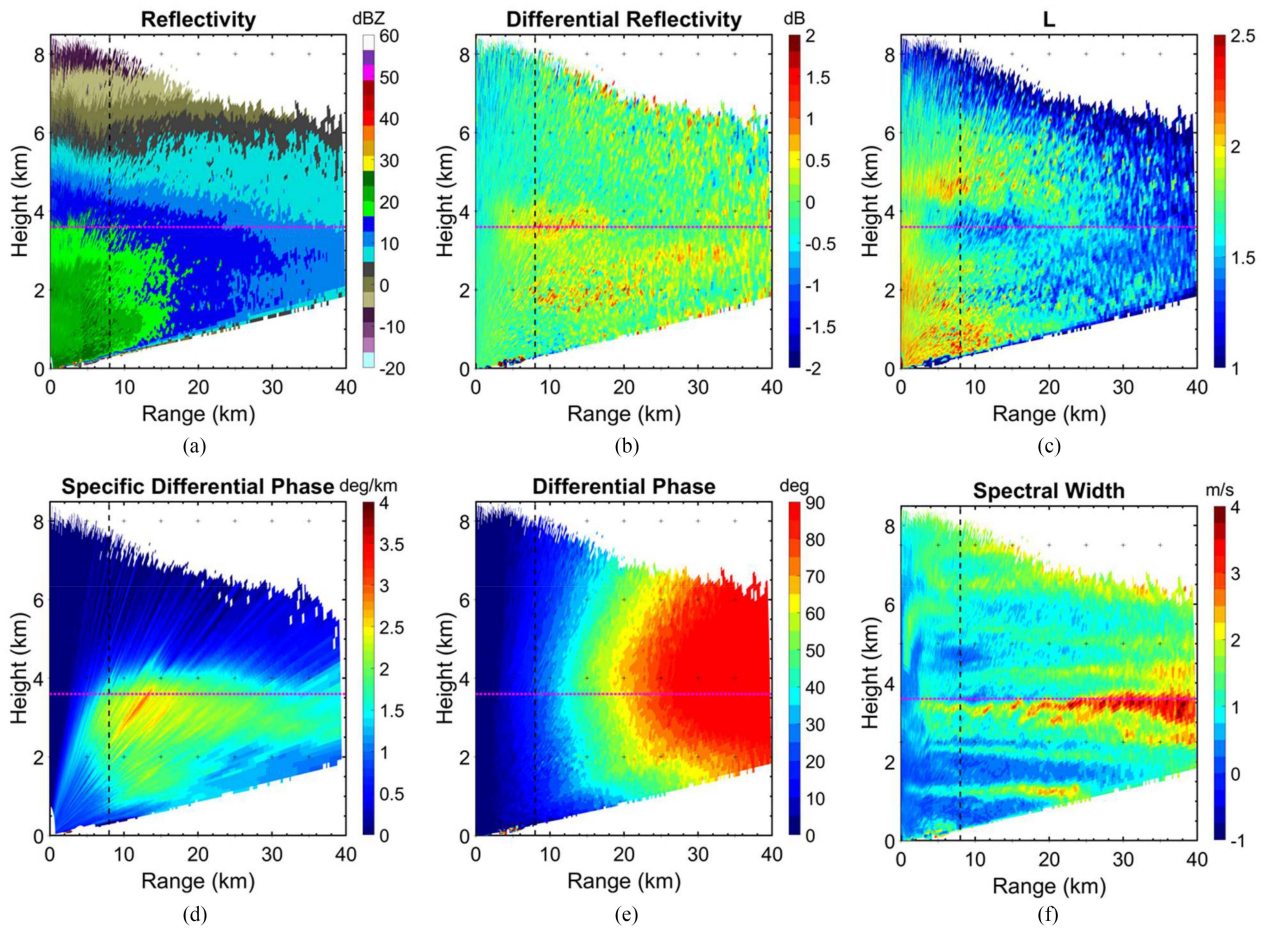 Reflectivity
dBZ
60
50
40
30
20
10
0
-10
-20
8
6
4
2
0
Height (km)
0 10 20 30 40
Range (km)
(a)
Differential Reflectivity
dB
2
1.5
1
0.5
0
-0.5
-1
-1.5
-2
8
6
4
2
0
Height (km)
0 10 20 30 40
Range (km)
(b)
L
2.5
2
1.5
1
8
6
4
2
0
Height (km)
0 10 20 30 40
Range (km)
(c)
Specific Differential Phase
deg/km
4
3.5
3
2.5
2
1.5
1
0.5
0
8
6
4
2
0
Height (km)
0 10 20 30 40
Range (km)
(d)
Differential Phase
deg
90
80
70
60
50
40
30
20
10
0
8
6
4
2
0
Height (km)
0 10 20 30 40
Range (km)
(e)
Spectral Width
m/s
4
3
2
1
0
-1
8
6
4
2
0
Height (km)
0 10 20 30 40
Range (km)
(f)